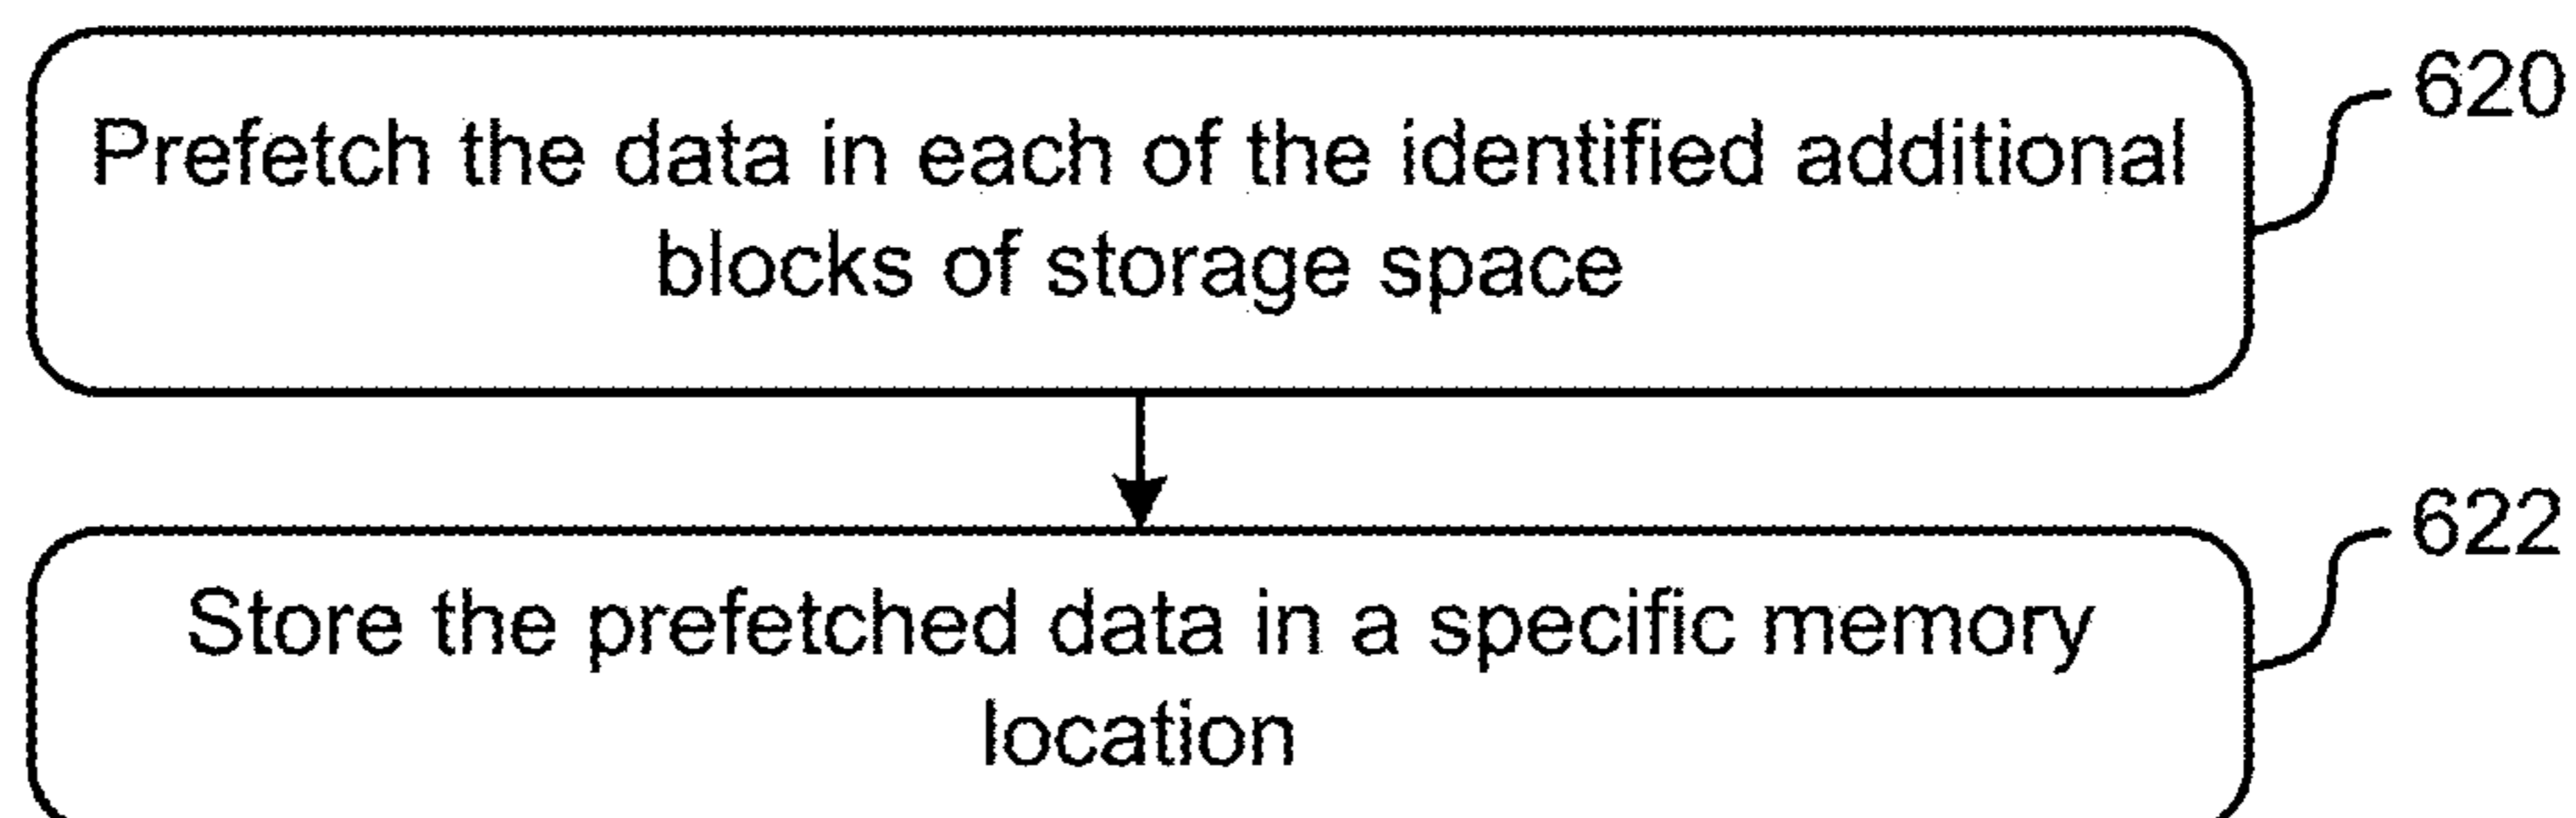 Prefetch the data in each of the identified additional
blocks of storage space
620
Store the prefetched data in a specific memory
location
622